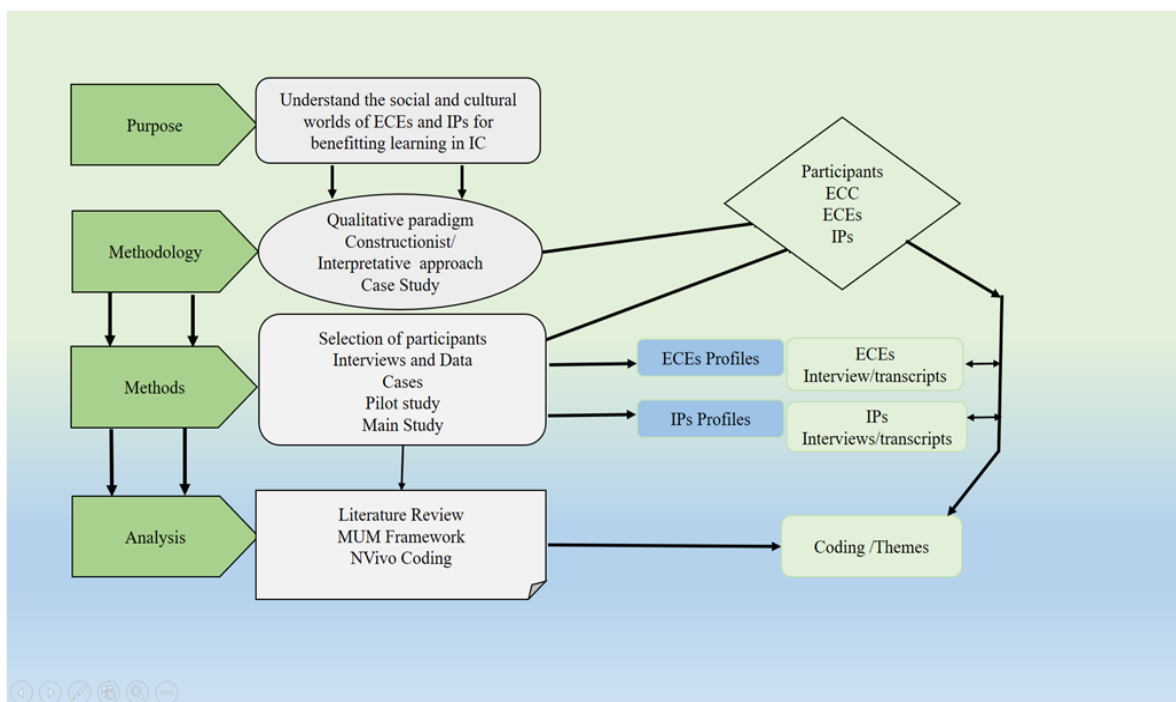 Purpose
Understand the social and cultural
worlds of ECEs and IPs for
benefitting learning in IC
Participants
ECC
ECEs
IPs
Methodology
Qualitative paradigm
Constructionist/
Interpretative approach
Case Study
Methods
Selection of participants
Interviews and Data
Cases
Pilot study
Main Study
ECEs Profiles
ECEs
Interview/transcripts
IPs Profiles
IPs
Interviews/transcripts
Analysis
Literature Review
MUM Framework
NVivo Coding
Coding /Themes